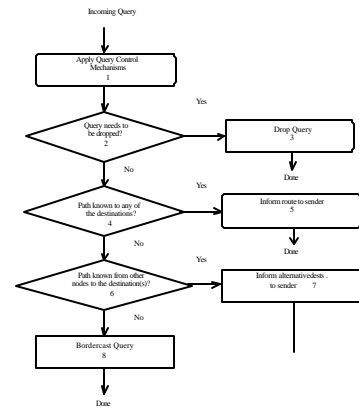 Incoming Query
Apply Query Control
Mechanisms
1
Yes
Query needs to
be dropped?
2
Drop Query
3
No
Done
Yes
Path known to any of
the destinations?
4
Inform route to sender
5
No
Done
Yes
Path known from other
nodes to the destination(s)?
6
Inform alternative dests .
to sender 7
No
Bordercast Query
8
Done